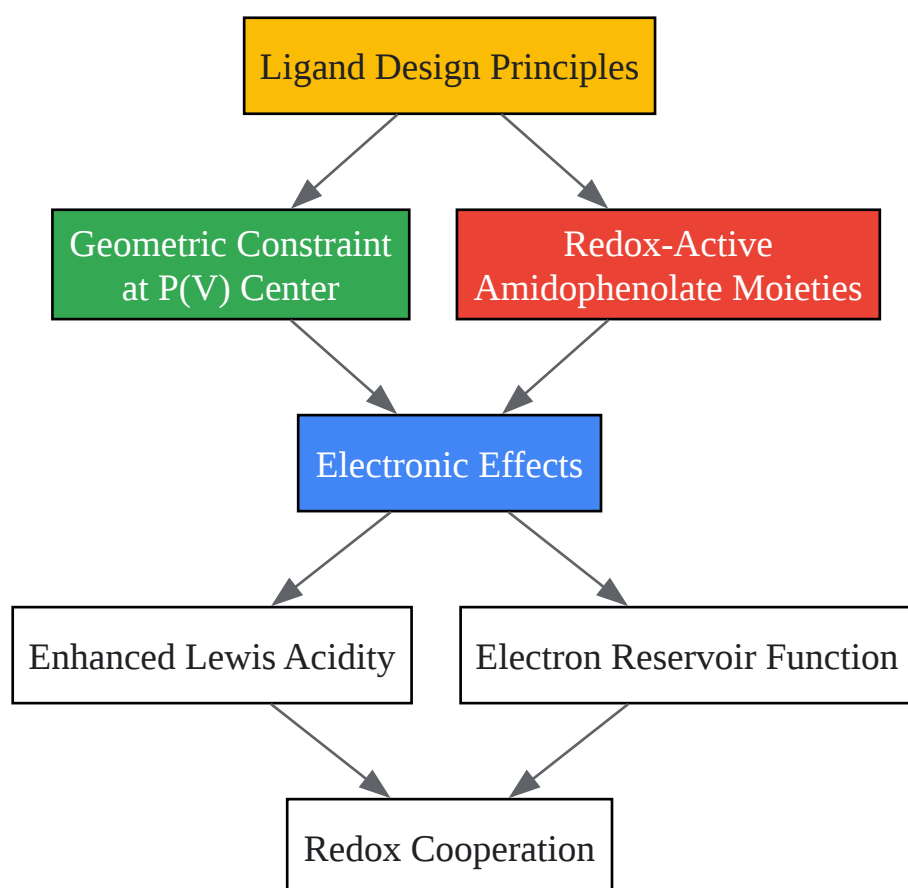 Ligand Design Principles
Geometric Constraint
at P(V) Center
Redox-Active
Amidophenolate Moieties
Electronic Effects
Enhanced Lewis Acidity
Electron Reservoir Function
Redox Cooperation